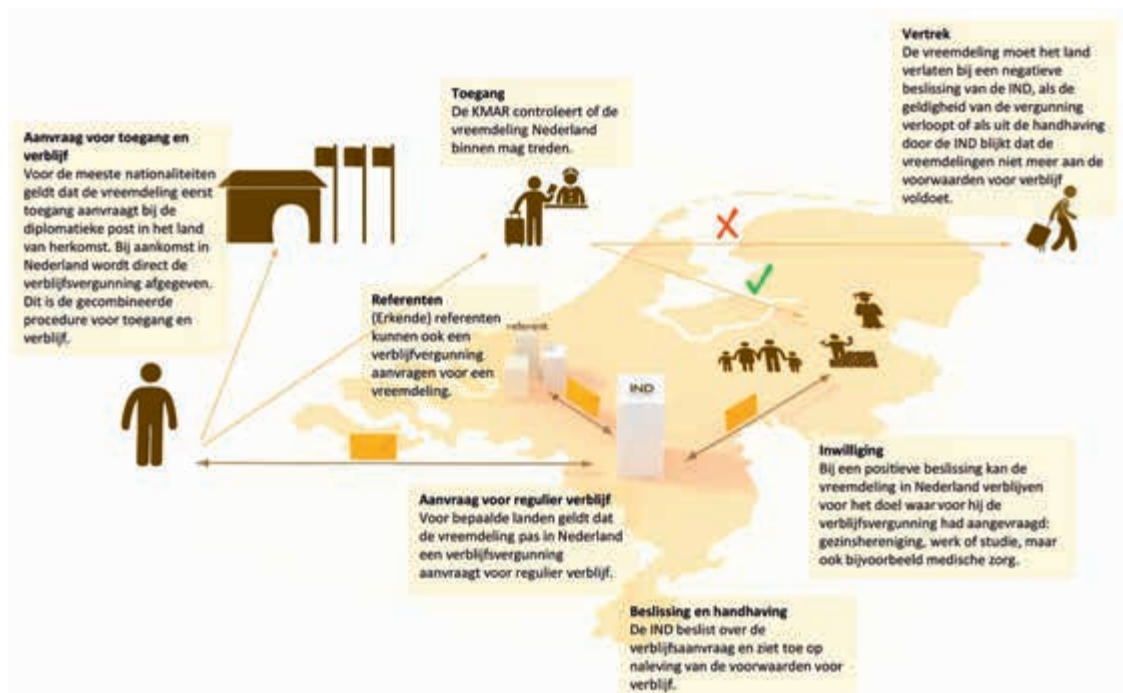 Aanvraag voor toegang en
verblijf
Voor de meeste nationaliteiten
geldt dat de vreemdeling eerst
toegang aanvraagt bij de
diplomatieke post in het land
van herkomst. Bij aankomst in
Nederland wordt direct de
verblijfsvergunning afgegeven.
Dit is de gecombineerde
procedure voor toegang en
verblijf.
Toegang
De KMAR controleert of de
vreemdeling Nederland
binnen mag treden.
Vertrek
De vreemdeling moet het land
verlaten bij een negatieve
beslissing van de IND, als de
geldigheid van de vergunning
verloopt of als uit de handhaving
door de IND blijkt dat de
vreemdelingen niet meer aan de
voorwaarden voor verblijf
voldoet.
Referenten
(Erkende) referenten
kunnen ook een
verblijfvergunning
aanvragen voor een
vreemdeling.
referent
IND
Aanvraag voor regulier verblijf
Voor bepaalde landen geldt dat
de vreemdeling pas in Nederland
een verblijfsvergunning
aanvraagt voor regulier verblijf.
Inwilliging
Bij een positieve beslissing kan de
vreemdeling in Nederland verblijven
voor het doel waarvoor hij de
verblijfsvergunning had aangevraagd:
gezinshereniging, werk of studie, maar
ook bijvoorbeeld medische zorg.
Beslissing en handhaving
De IND beslist over de
verblijfsaanvraag en ziet toe op
naleving van de voorwaarden voor
verblijf.